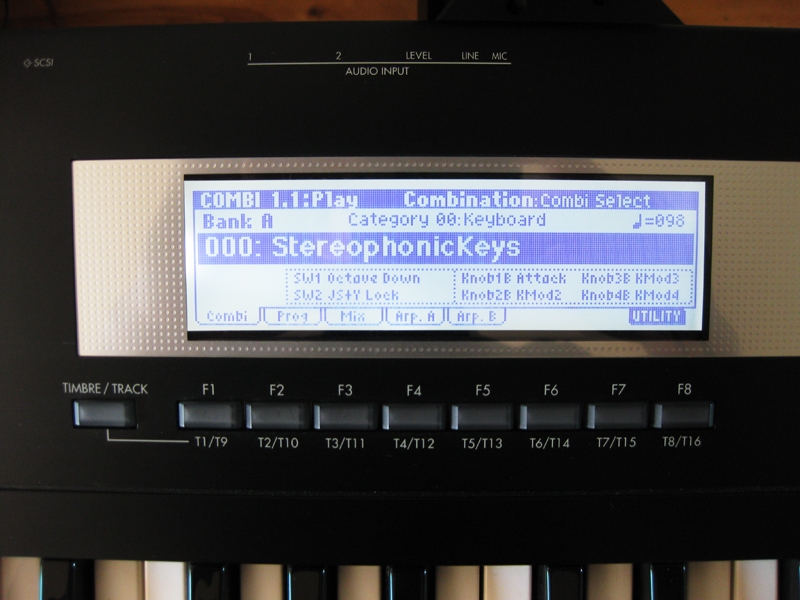 1 2 LEVEL LINE MIC
SCSI
AUDIO INPUT
COMBI 1.1:Play Combination:Combi Select
Bank A Category 00:Keyboard ♩=098
000: StereophonicKeys
SW1 Octave Down Knob1B Attack Knob3B KMod3
SW2 JS+Y Lock Knob2B KMod2 Knob4B KMod4
Combi Prog Mix Arp. A Arp. B UTILITY
TIMBRE / TRACK F1 F2 F3 F4 F5 F6 F7 F8
T1/T9 T2/T10 T3/T11 T4/T12 T5/T13 T6/T14 T7/T15 T8/T16